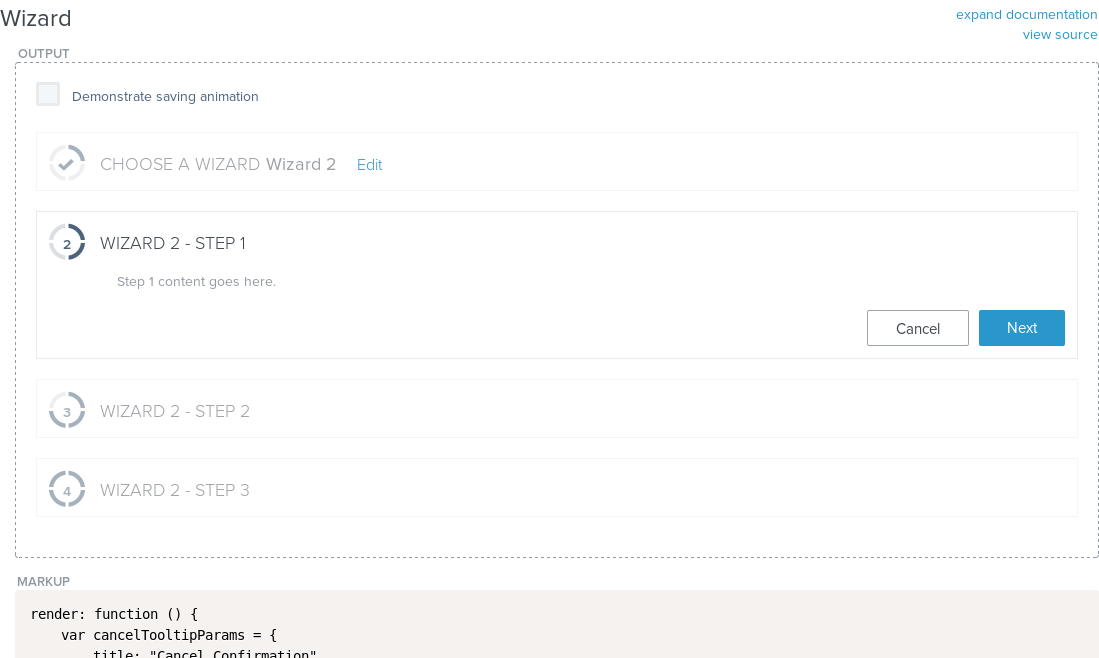 Wizard
expand documentation
view source
OUTPUT
Demonstrate saving animation
CHOOSE A WIZARD Wizard 2 Edit
2 WIZARD 2 - STEP 1
Step 1 content goes here.
Cancel Next
3 WIZARD 2 - STEP 2
4 WIZARD 2 - STEP 3
MARKUP
render: function () {
var cancelTooltipParams = {
title: "Cancel Confirmation"